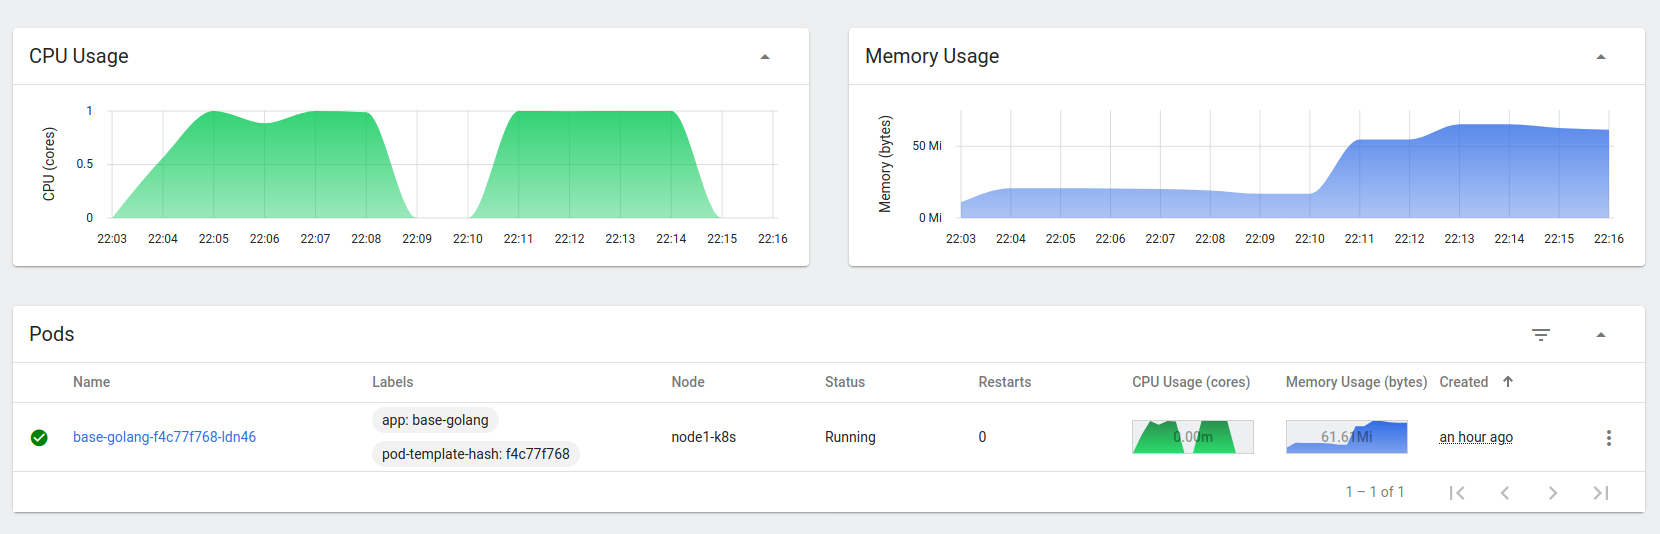 CPU Usage
CPU (cores)
1
0.5
0
22:03 22:04 22:05 22:06 22:07 22:08 22:09 22:10 22:11 22:12 22:13 22:14 22:15 22:16
Memory Usage
Memory (bytes)
50 Mi
0 Mi
22:03 22:04 22:05 22:06 22:07 22:08 22:09 22:10 22:11 22:12 22:13 22:14 22:15 22:16
Pods
Name Labels Node Status Restarts CPU Usage (cores) Memory Usage (bytes) Created
app: base-golang
base-golang-f4c77f768-ldn46 node1-k8s Running 0 0.00m 61.61Mi an hour ago
pod-template-hash: f4c77f768
1 – 1 of 1